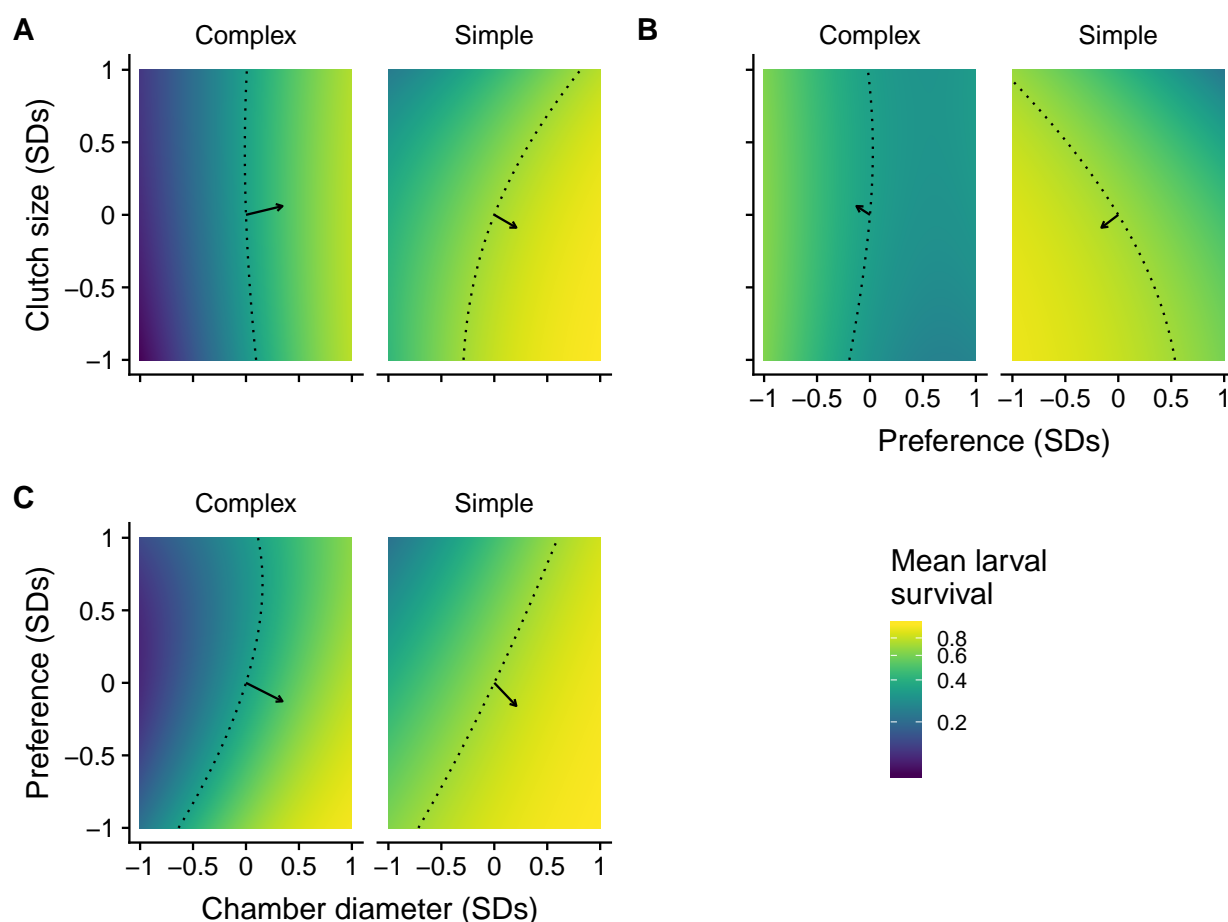 A
Complex
Simple
Clutch size (SDs)
1
0.5
0
−0.5
−1
B
Complex
Simple
−1 −0.5 0 0.5 1
−1 −0.5 0 0.5 1
Preference (SDs)
C
Complex
Simple
Preference (SDs)
1
0.5
0
−0.5
−1
−1 −0.5 0 0.5 1
−1 −0.5 0 0.5 1
Chamber diameter (SDs)
Mean larval
survival
0.8
0.6
0.4
0.2